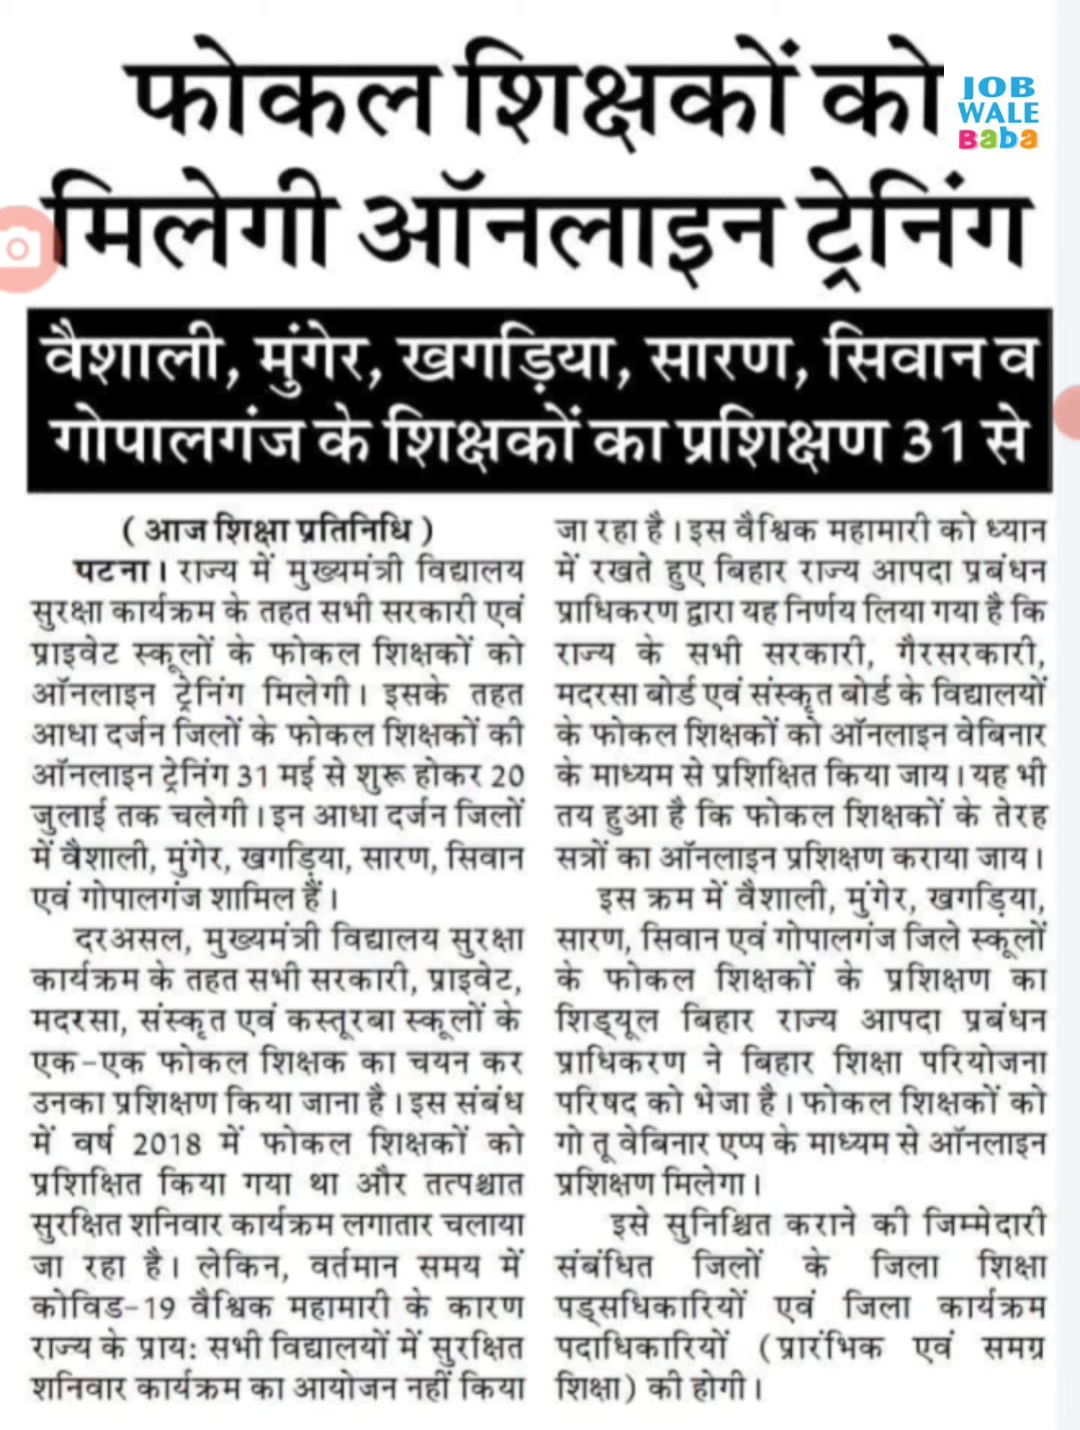 फोकल शिक्षकों को
JOB
WALE
Baba
मिलेगी ऑनलाइन ट्रेनिंग
वैशाली, मुंगेर, खगड़िया, सारण, सिवान व
गोपालगंज के शिक्षकों का प्रशिक्षण 31 से
( आज शिक्षा प्रतिनिधि )
पटना। राज्य में मुख्यमंत्री विद्यालय
सुरक्षा कार्यक्रम के तहत सभी सरकारी एवं
प्राइवेट स्कूलों के फोकल शिक्षकों को
ऑनलाइन ट्रेनिंग मिलेगी। इसके तहत
आधा दर्जन जिलों के फोकल शिक्षकों की
ऑनलाइन ट्रेनिंग 31 मई से शुरू होकर 20
जुलाई तक चलेगी। इन आधा दर्जन जिलों
में वैशाली, मुंगेर, खगड़िया, सारण, सिवान
एवं गोपालगंज शामिल हैं।
दरअसल, मुख्यमंत्री विद्यालय सुरक्षा
कार्यक्रम के तहत सभी सरकारी, प्राइवेट,
मदरसा, संस्कृत एवं कस्तूरबा स्कूलों के
एक-एक फोकल शिक्षक का चयन कर
उनका प्रशिक्षण किया जाना है। इस संबंध
में वर्ष 2018 में फोकल शिक्षकों को
प्रशिक्षित किया गया था और तत्पश्चात
सुरक्षित शनिवार कार्यक्रम लगातार चलाया
जा रहा है। लेकिन, वर्तमान समय में
कोविड-19 वैश्विक महामारी के कारण
राज्य के प्राय: सभी विद्यालयों में सुरक्षित
शनिवार कार्यक्रम का आयोजन नहीं किया
जा रहा है। इस वैश्विक महामारी को ध्यान
में रखते हुए बिहार राज्य आपदा प्रबंधन
प्राधिकरण द्वारा यह निर्णय लिया गया है कि
राज्य के सभी सरकारी, गैरसरकारी,
मदरसा बोर्ड एवं संस्कृत बोर्ड के विद्यालयों
के फोकल शिक्षकों को ऑनलाइन वेबिनार
के माध्यम से प्रशिक्षित किया जाय। यह भी
तय हुआ है कि फोकल शिक्षकों के तेरह
सत्रों का ऑनलाइन प्रशिक्षण कराया जाय।
इस क्रम में वैशाली, मुंगेर, खगड़िया,
सारण, सिवान एवं गोपालगंज जिले स्कूलों
के फोकल शिक्षकों के प्रशिक्षण का
शिड्यूल बिहार राज्य आपदा प्रबंधन
प्राधिकरण ने बिहार शिक्षा परियोजना
परिषद को भेजा है। फोकल शिक्षकों को
गो तू वेबिनार एप्प के माध्यम से ऑनलाइन
प्रशिक्षण मिलेगा।
इसे सुनिश्चित कराने की जिम्मेदारी
संबंधित जिलों के जिला शिक्षा
पड्सधिकारियों एवं जिला कार्यक्रम
पदाधिकारियों (प्रारंभिक एवं समग्र
शिक्षा) की होगी।